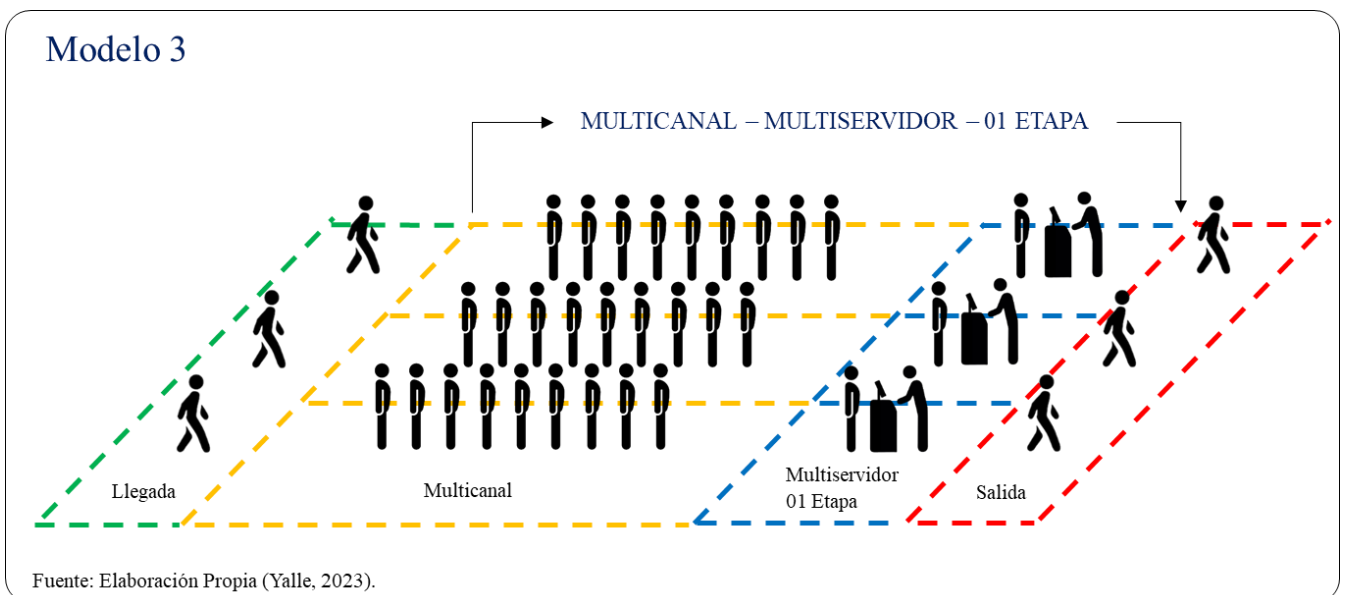 Modelo 3
MULTICANAL – MULTISERVIDOR – 01 ETAPA
Llegada
Multicanal
Multiservidor
01 Etapa
Salida
Fuente: Elaboración Propia (Yalle, 2023).